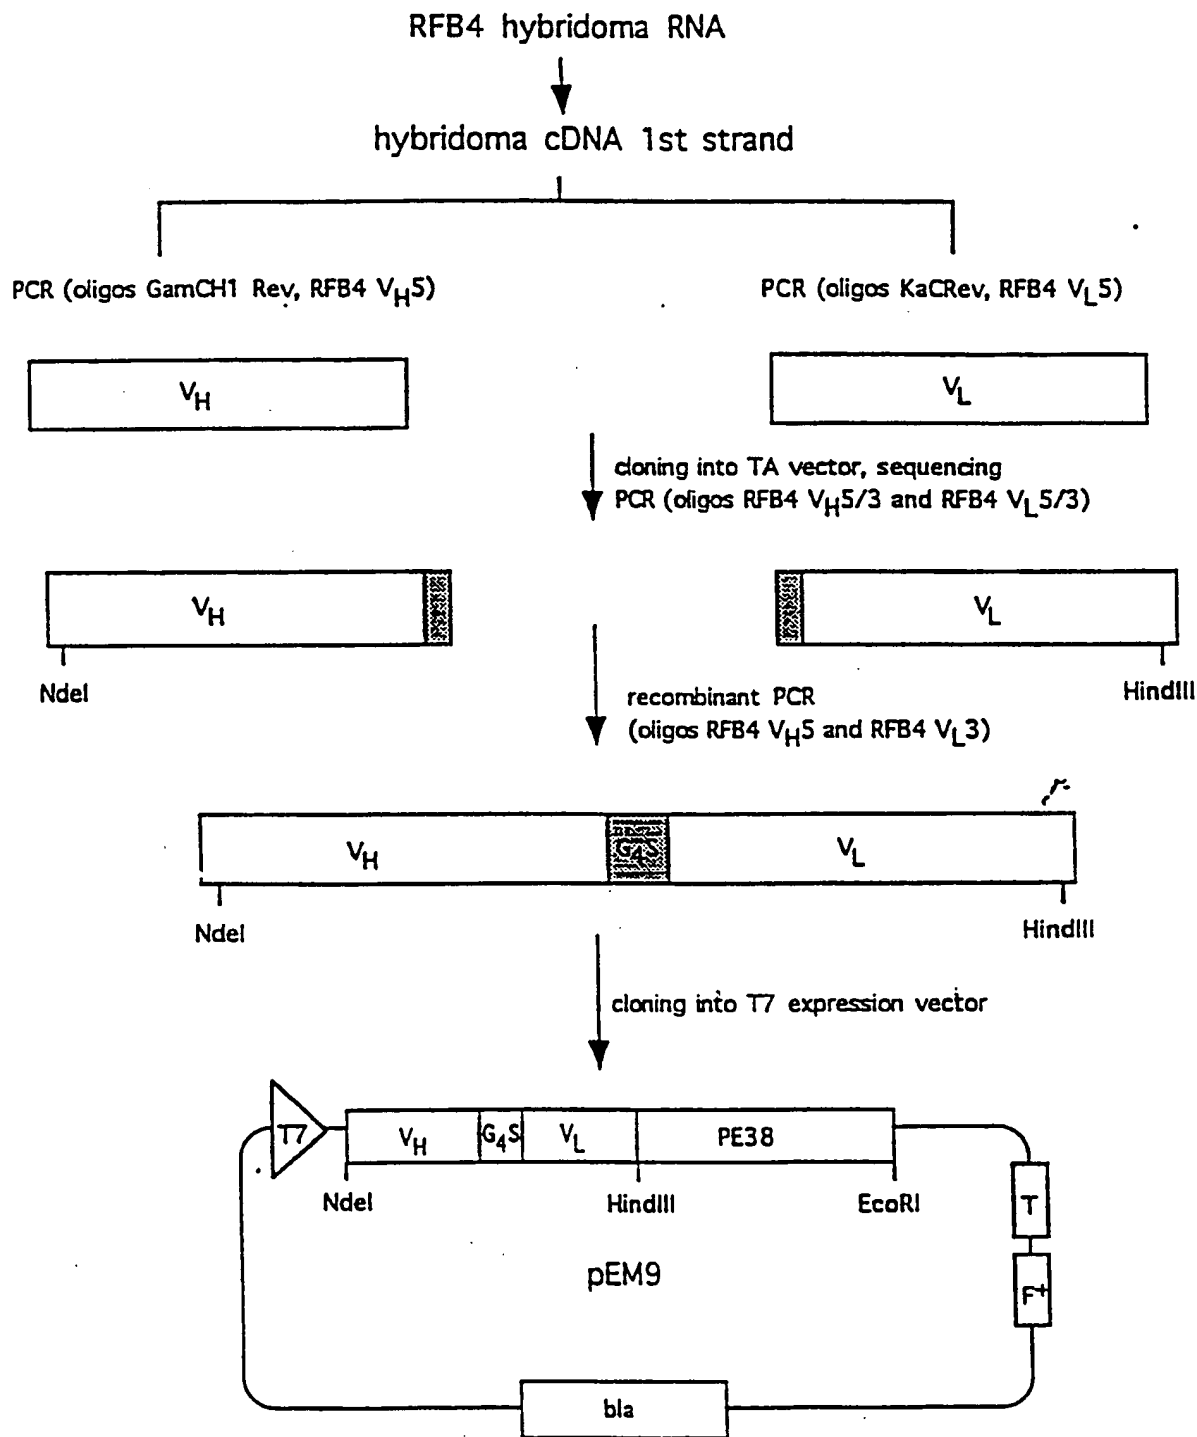 RFB4 hybridoma RNA
hybridoma cDNA 1st strand
PCR (oligos GamCH1 Rev, RFB4 VH5)
PCR (oligos KaCRev, RFB4 VL5)
VH
VL
cloning into TA vector, sequencing
PCR (oligos RFB4 VH5/3 and RFB4 VL5/3)
VH
VL
NdeI
HindIII
recombinant PCR
(oligos RFB4 VH5 and RFB4 VL3)
VH
G4S
VL
NdeI
HindIII
cloning into T7 expression vector
T7
VH
G4S
VL
PE38
NdeI
HindIII
EcoRI
T
F+
pEM9
bla